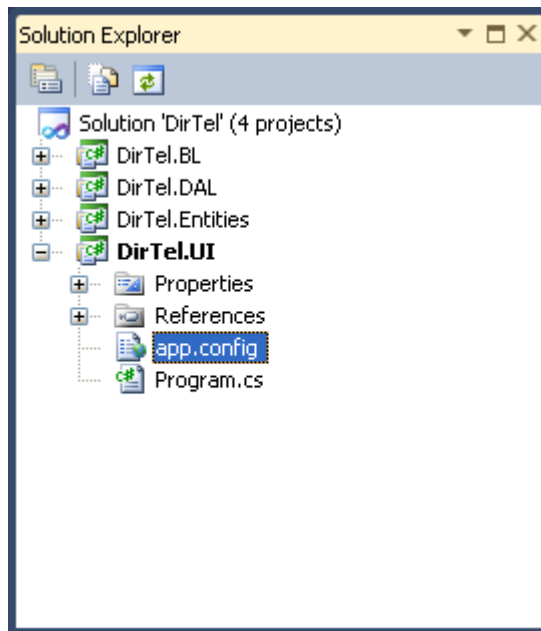 Solution Explorer
Solution 'DirTel' (4 projects)
DirTel.BL
DirTel.DAL
DirTel.Entities
DirTel.UI
Properties
References
app.config
Program.cs